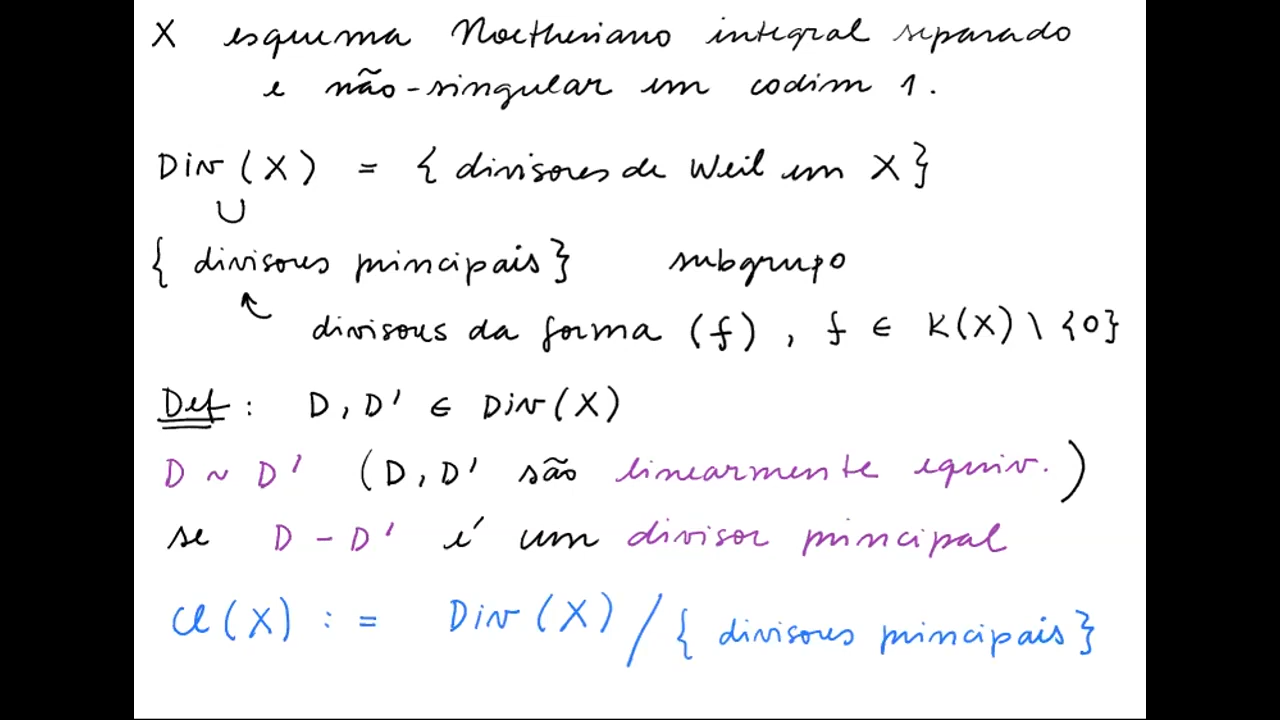 X esquema Noetheriano integral separado
e não-singular em codim 1.
Div(X) = { divisores de Weil em X }
∪
{ divisores principais } subgrupo
divisores da forma (f), f ∈ K(X) \ {0}
Def: D, D' ∈ Div(X)
D ~ D' (D, D' são linearmente equiv.)
se D - D' é um divisor principal
Cl(X) := Div(X) / { divisores principais }